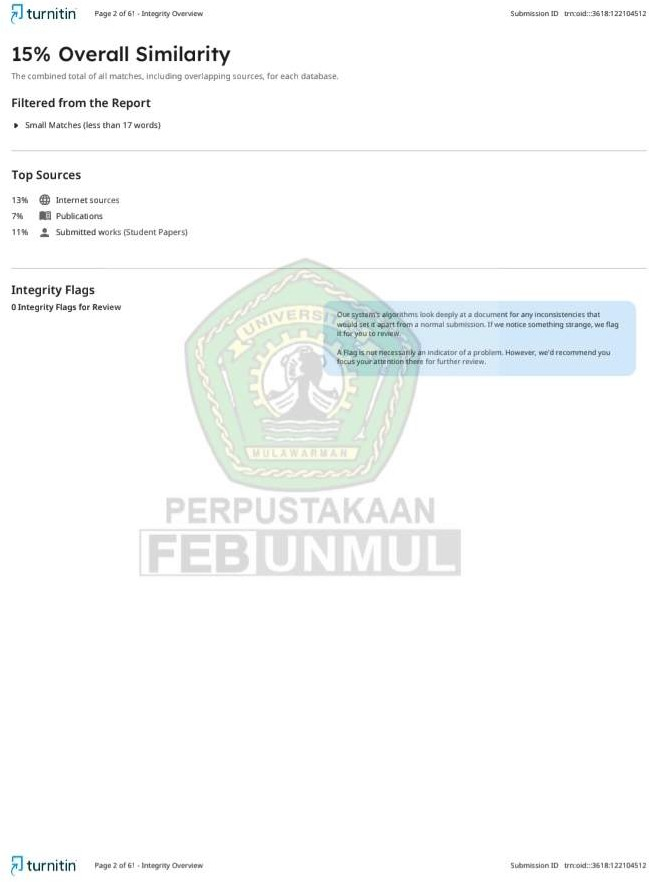 turnitin Page 2 of 61 - Integrity Overview Submission ID trn:oid:::3618:122104512
15% Overall Similarity
The combined total of all matches, including overlapping sources, for each database.
Filtered from the Report
Small Matches (less than 17 words)
Top Sources
13% Internet sources
7% Publications
11% Submitted works (Student Papers)
Integrity Flags
0 Integrity Flags for Review
Our system's algorithms look deeply at a document for any inconsistencies that
would set it apart from a normal submission. If we notice something strange, we flag
it for you to review.
A Flag is not necessarily an indicator of a problem. However, we'd recommend you
focus your attention there for further review.
UNIVERSITAS
MULAWARMAN
PERPUSTAKAAN
FEB UNMUL
turnitin Page 2 of 61 - Integrity Overview Submission ID trn:oid:::3618:122104512